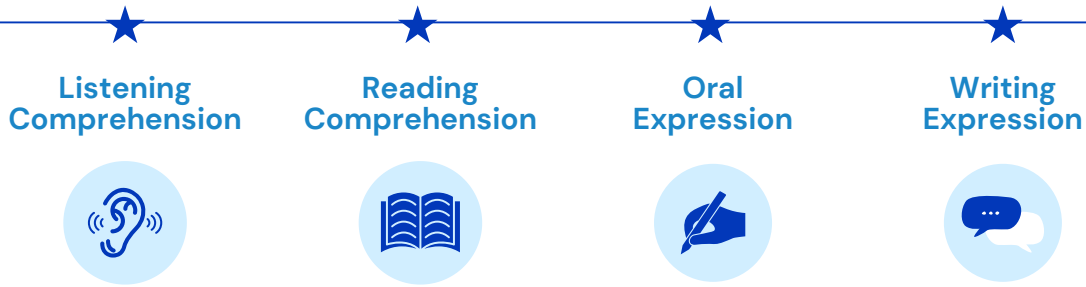 Listening
Comprehension
Reading
Comprehension
Oral
Expression
Writing
Expression